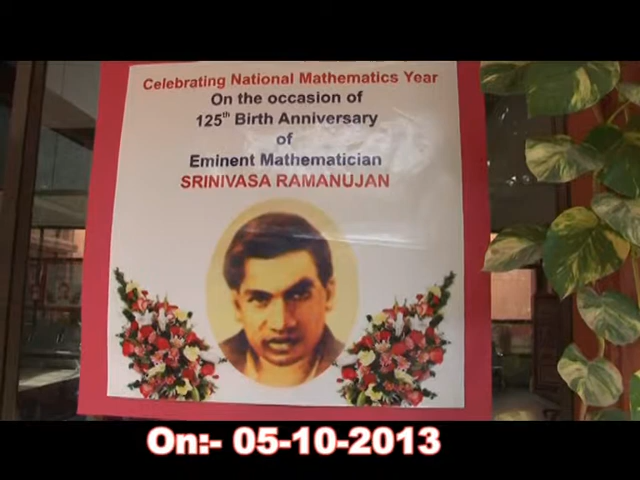 Celebrating National Mathematics Year
On the occasion of
125th Birth Anniversary
of
Eminent Mathematician
SRINIVASA RAMANUJAN
On:- 05-10-2013